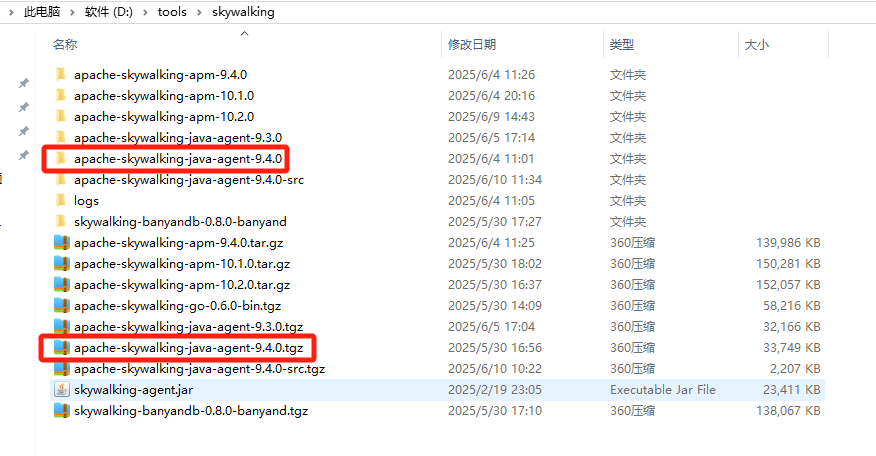 此电脑 > 软件 (D:) > tools > skywalking
名称 修改日期 类型 大小
apache-skywalking-apm-9.4.0 2025/6/4 11:26 文件夹
apache-skywalking-apm-10.1.0 2025/6/4 20:16 文件夹
apache-skywalking-apm-10.2.0 2025/6/9 14:43 文件夹
apache-skywalking-java-agent-9.3.0 2025/6/5 17:14 文件夹
apache-skywalking-java-agent-9.4.0 2025/6/4 11:01 文件夹
apache-skywalking-java-agent-9.4.0-src 2025/6/10 11:34 文件夹
logs 2025/6/4 11:05 文件夹
skywalking-banyandb-0.8.0-banyand 2025/5/30 17:27 文件夹
apache-skywalking-apm-9.4.0.tar.gz 2025/6/4 11:25 360压缩 139,986 KB
apache-skywalking-apm-10.1.0.tar.gz 2025/5/30 18:02 360压缩 150,281 KB
apache-skywalking-apm-10.2.0.tar.gz 2025/5/30 16:37 360压缩 152,057 KB
apache-skywalking-go-0.6.0-bin.tgz 2025/5/30 14:09 360压缩 58,216 KB
apache-skywalking-java-agent-9.3.0.tgz 2025/6/5 17:04 360压缩 32,166 KB
apache-skywalking-java-agent-9.4.0.tgz 2025/5/30 16:56 360压缩 33,749 KB
apache-skywalking-java-agent-9.4.0-src.tgz 2025/6/10 10:22 360压缩 2,207 KB
skywalking-agent.jar 2025/2/19 23:05 Executable Jar File 23,411 KB
skywalking-banyandb-0.8.0-banyand.tgz 2025/5/30 17:10 360压缩 138,067 KB